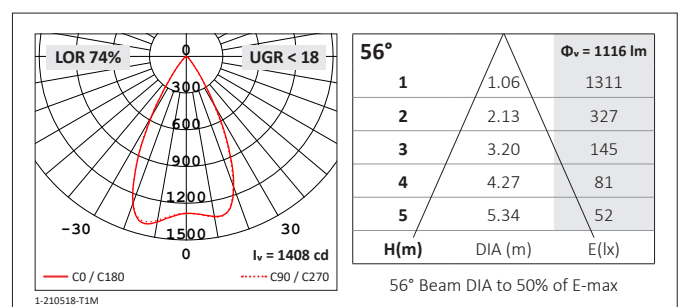 LOR 74%
0
UGR < 18
300
600
900
1200
1500
-30
0
30
Iᵥ = 1408 cd
C0 / C180
C90 / C270
1-210518-T1M
56° Φᵥ = 1116 lm
1 1.06 1311
2 2.13 327
3 3.20 145
4 4.27 81
5 5.34 52
H(m) DIA (m) E(lx)
56° Beam DIA to 50% of E-max